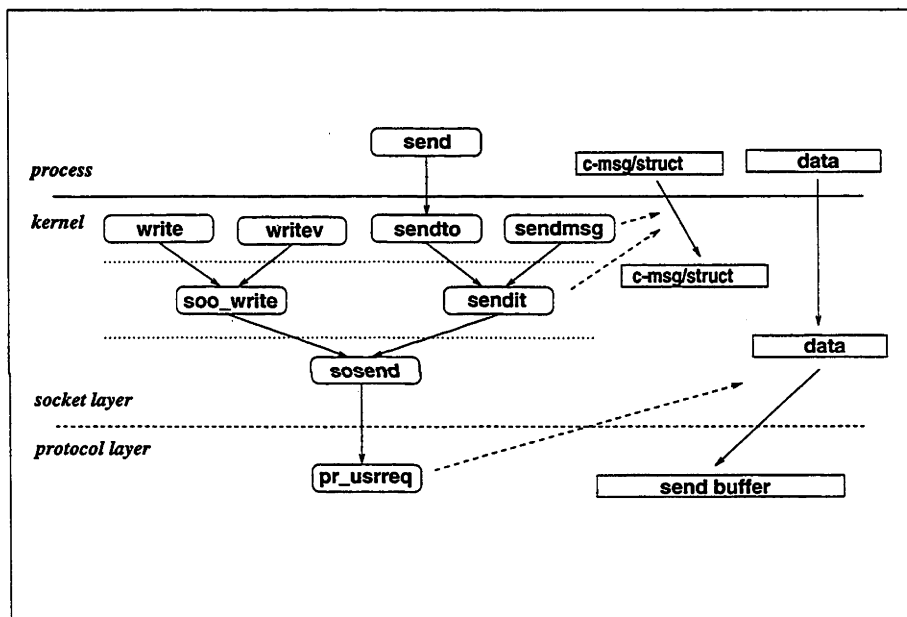 send
process
c-msg/struct
data
kernel
write
writev
sendto
sendmsg
c-msg/struct
soo_write
sendit
data
sosend
socket layer
protocol layer
pr_usrreq
send buffer